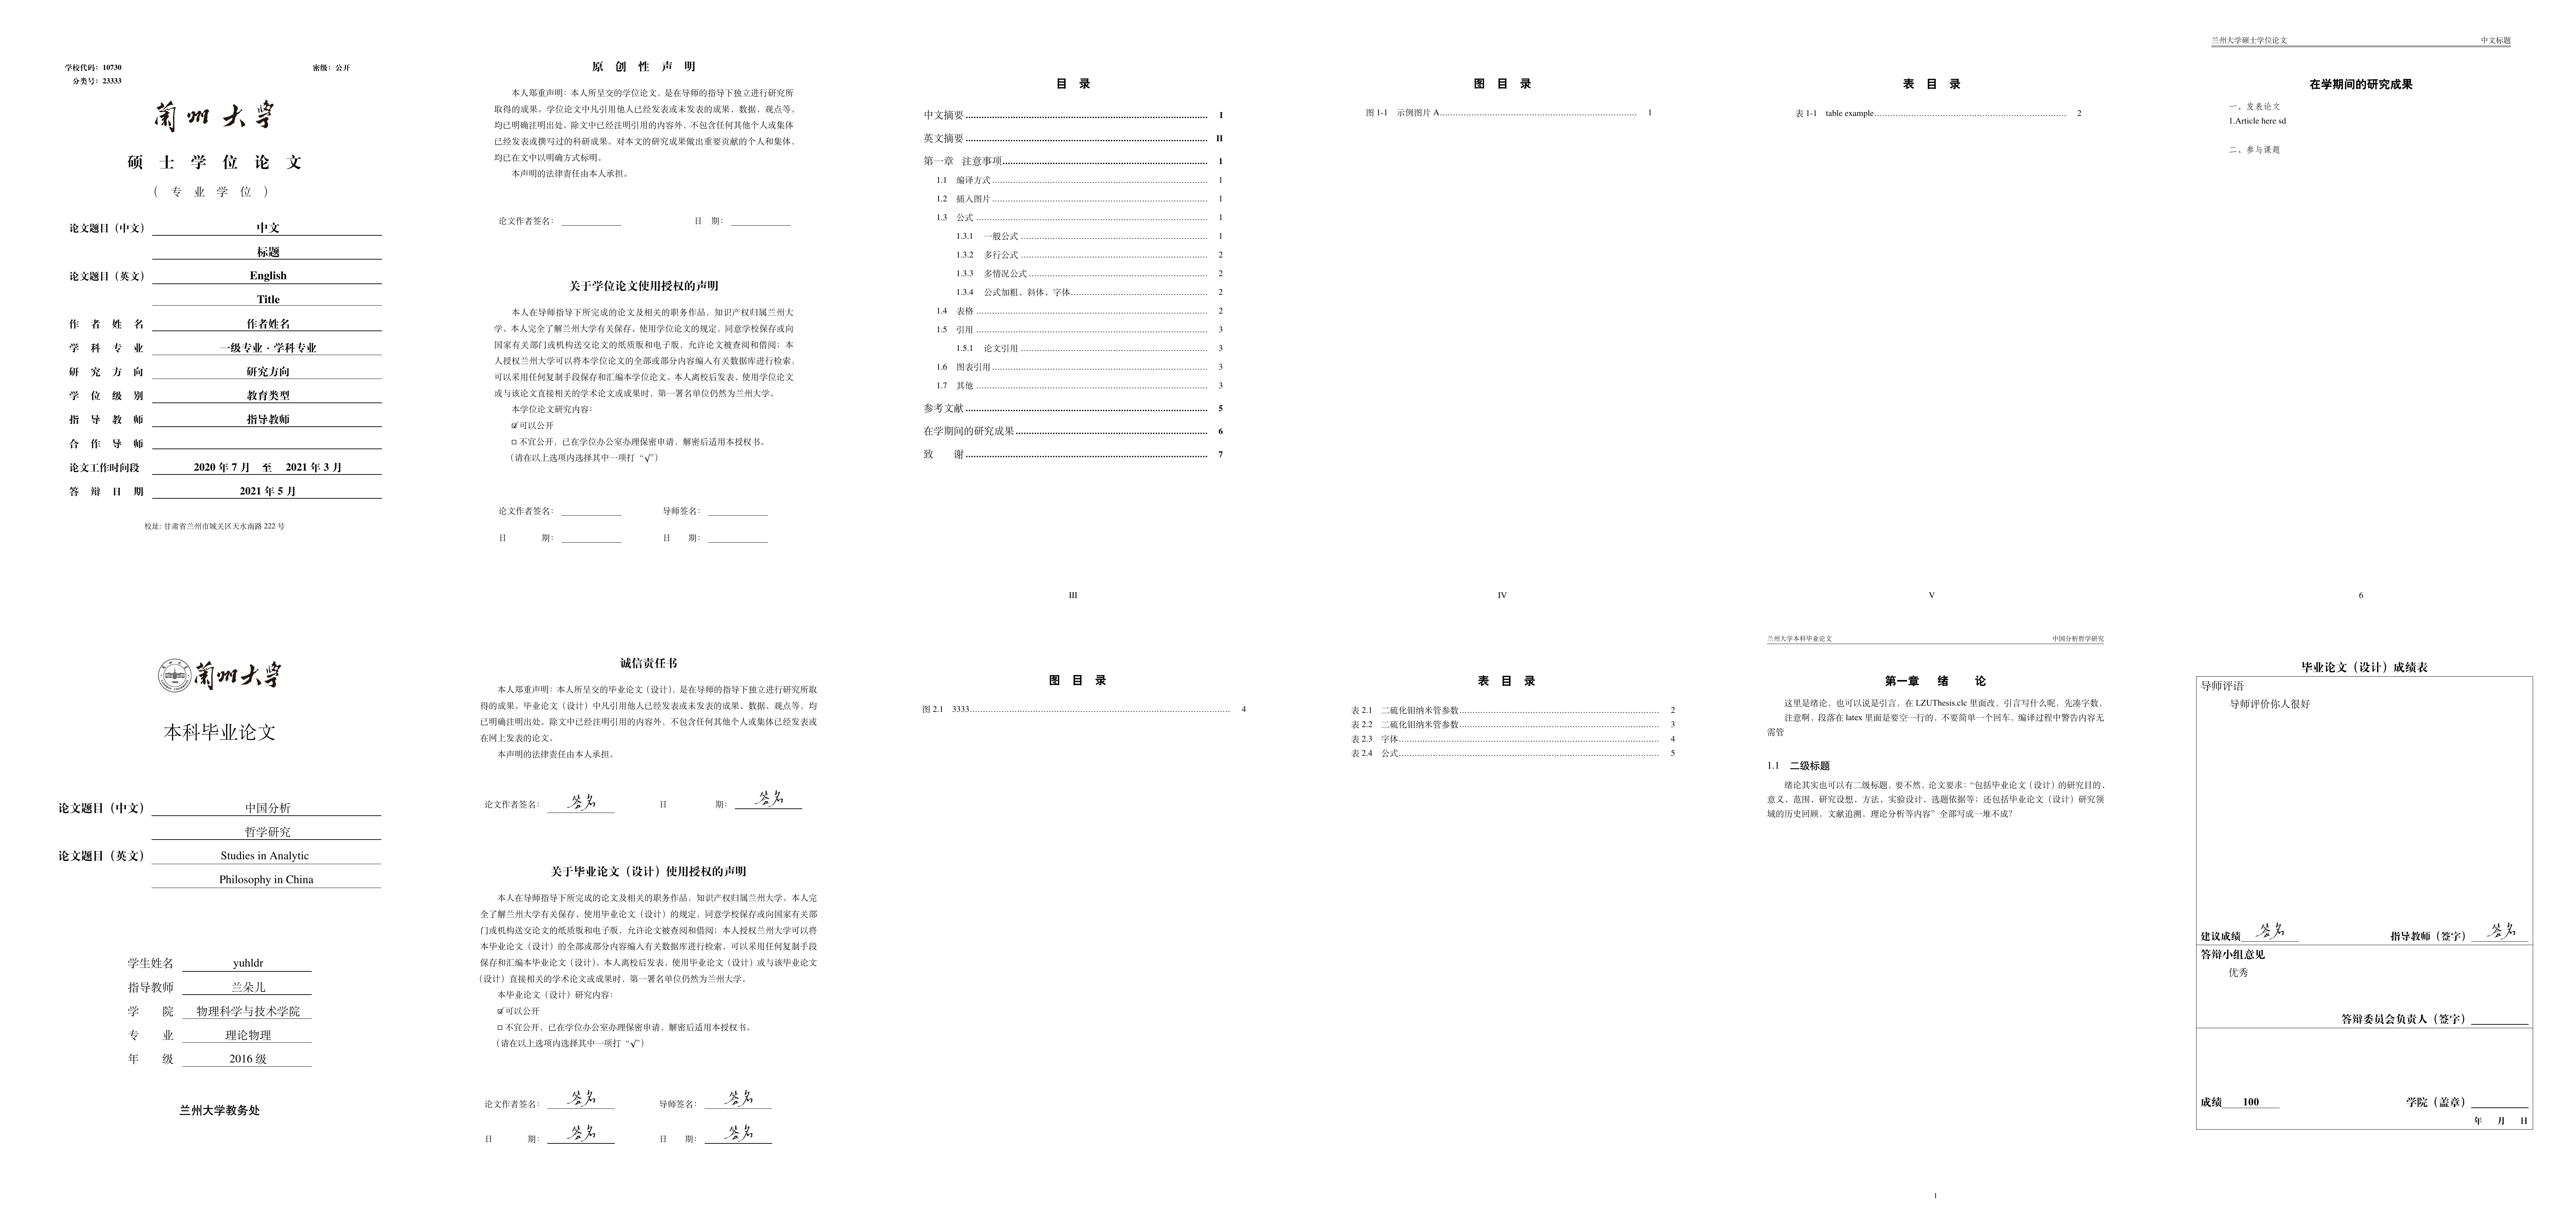 学校代码：10730
密级：公开
分类号：23333
兰州大学
硕 士 学 位 论 文
（ 专 业 学 位 ）
论文题目（中文） 中文
标题
论文题目（英文） English
Title
作 者 姓 名 作者姓名
学 科 专 业 一级专业 · 学科专业
研 究 方 向 研究方向
学 位 级 别 教育类型
指 导 教 师 指导教师
合 作 导 师
论文工作时间段 2020 年 7 月 至 2021 年 3 月
答 辩 日 期 2021 年 5 月
校址: 甘肃省兰州市城关区天水南路 222 号
原 创 性 声 明
本人郑重声明：本人所呈交的学位论文，是在导师的指导下独立进行研究所
取得的成果。学位论文中凡引用他人已经发表或未发表的成果、数据、观点等，
均已明确注明出处。除文中已经注明引用的内容外，不包含任何其他个人或集体
已经发表或撰写过的科研成果。对本文的研究成果做出重要贡献的个人和集体，
均已在文中以明确方式标明。
本声明的法律责任由本人承担。
论文作者签名： 日 期：
关于学位论文使用授权的声明
本人在导师指导下所完成的论文及相关的职务作品，知识产权归属兰州大
学。本人完全了解兰州大学有关保存、使用学位论文的规定，同意学校保存或向
国家有关部门或机构送交论文的纸质版和电子版，允许论文被查阅和借阅；本
人授权兰州大学可以将本学位论文的全部或部分内容编入有关数据库进行检索，
可以采用任何复制手段保存和汇编本学位论文。本人离校后发表、使用学位论文
或与该论文直接相关的学术论文或成果时，第一署名单位仍然为兰州大学。
本学位论文研究内容：
☑可以公开
□ 不宜公开，已在学位办公室办理保密申请，解密后适用本授权书。
（请在以上选项内选择其中一项打“√”）
论文作者签名： 导师签名：
日 期： 日 期：
目 录
中文摘要 I
英文摘要 II
第一章 注意事项 1
1.1 编译方式 1
1.2 插入图片 1
1.3 公式 1
1.3.1 一般公式 1
1.3.2 多行公式 2
1.3.3 多情况公式 2
1.3.4 公式加粗、斜体、字体 2
1.4 表格 2
1.5 引用 3
1.5.1 论文引用 3
1.6 图表引用 3
1.7 其他 3
参考文献 5
在学期间的研究成果 6
致 谢 7
III
图 目 录
图 1-1 示例图片 A 1
IV
表 目 录
表 1-1 table example 2
V
兰州大学硕士学位论文 中文标题
在学期间的研究成果
一、发表论文
1.Article here sd
二、参与课题
6
兰州大学
本科毕业论文
论文题目（中文） 中国分析
哲学研究
论文题目（英文） Studies in Analytic
Philosophy in China
学生姓名 yuhldr
指导教师 兰朵儿
学 院 物理科学与技术学院
专 业 理论物理
年 级 2016 级
兰州大学教务处
诚信责任书
本人郑重声明：本人所呈交的毕业论文（设计），是在导师的指导下独立进行研究所取
得的成果。毕业论文（设计）中凡引用他人已经发表或未发表的成果、数据、观点等，均
已明确注明出处。除文中已经注明引用的内容外，不包含任何其他个人或集体已经发表或
在网上发表的论文。
本声明的法律责任由本人承担。
论文作者签名： 签名 日 期： 签名
关于毕业论文（设计）使用授权的声明
本人在导师指导下所完成的论文及相关的职务作品，知识产权归属兰州大学。本人完
全了解兰州大学有关保存、使用毕业论文（设计）的规定，同意学校保存或向国家有关部
门或机构送交论文的纸质版和电子版，允许论文被查阅和借阅；本人授权兰州大学可以将
本毕业论文（设计）的全部或部分内容编入有关数据库进行检索，可以采用任何复制手段
保存和汇编本毕业论文（设计）。本人离校后发表、使用毕业论文（设计）或与该毕业论文
（设计）直接相关的学术论文或成果时，第一署名单位仍然为兰州大学。
本毕业论文（设计）研究内容：
☑可以公开
□ 不宜公开，已在学位办公室办理保密申请，解密后适用本授权书。
（请在以上选项内选择其中一项打“√”）
论文作者签名： 签名 导师签名： 签名
日 期： 签名 日 期： 签名
图 目 录
图 2.1 3333 4
表 目 录
表 2.1 二硫化钼纳米管参数 2
表 2.2 二硫化钼纳米管参数 3
表 2.3 字体 4
表 2.4 公式 5
兰州大学本科毕业论文 中国分析哲学研究
第一章 绪 论
这里是绪论，也可以说是引言，在 LZUThesis.clc 里面改，引言写什么呢，先凑字数，
注意啊，段落在 latex 里面是要空一行的，不要简单一个回车，编译过程中警告内容无
需管
1.1 二级标题
绪论其实也可以有二级标题，要不然，论文要求：“包括毕业论文（设计）的研究目的、
意义、范围、研究设想、方法、实验设计、选题依据等；还包括毕业论文（设计）研究领
域的历史回顾，文献追溯，理论分析等内容” 全部写成一堆不成？
1
毕业论文（设计）成绩表
导师评语
导师评价你人很好
建议成绩 签名 指导教师（签字） 签名
答辩小组意见
优秀
答辩委员会负责人（签字）
成绩 100 学院（盖章）
年 月 日